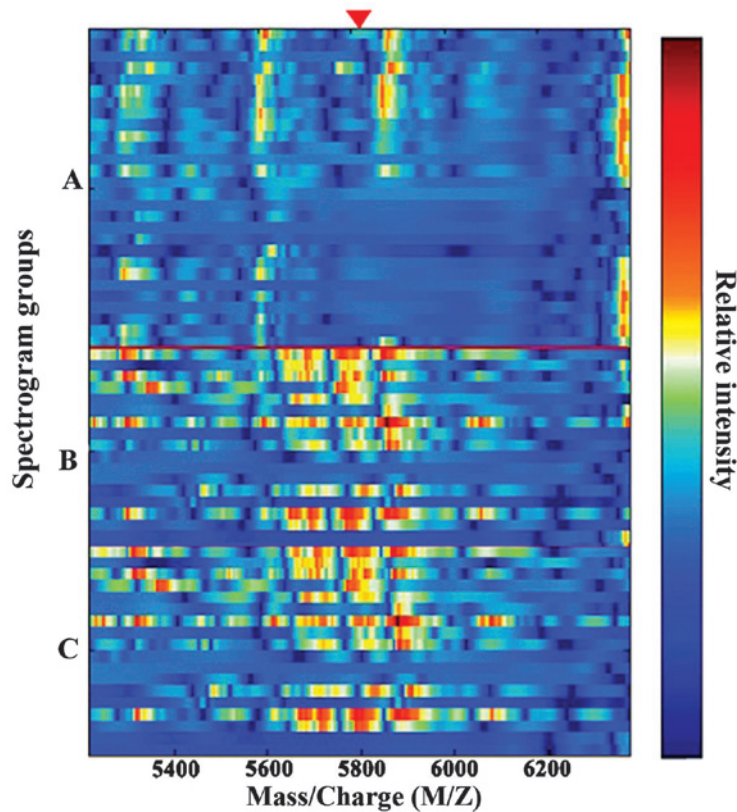 A
B
C
Spectrogram groups
5400 5600 5800 6000 6200
Mass/Charge (M/Z)
Relative intensity